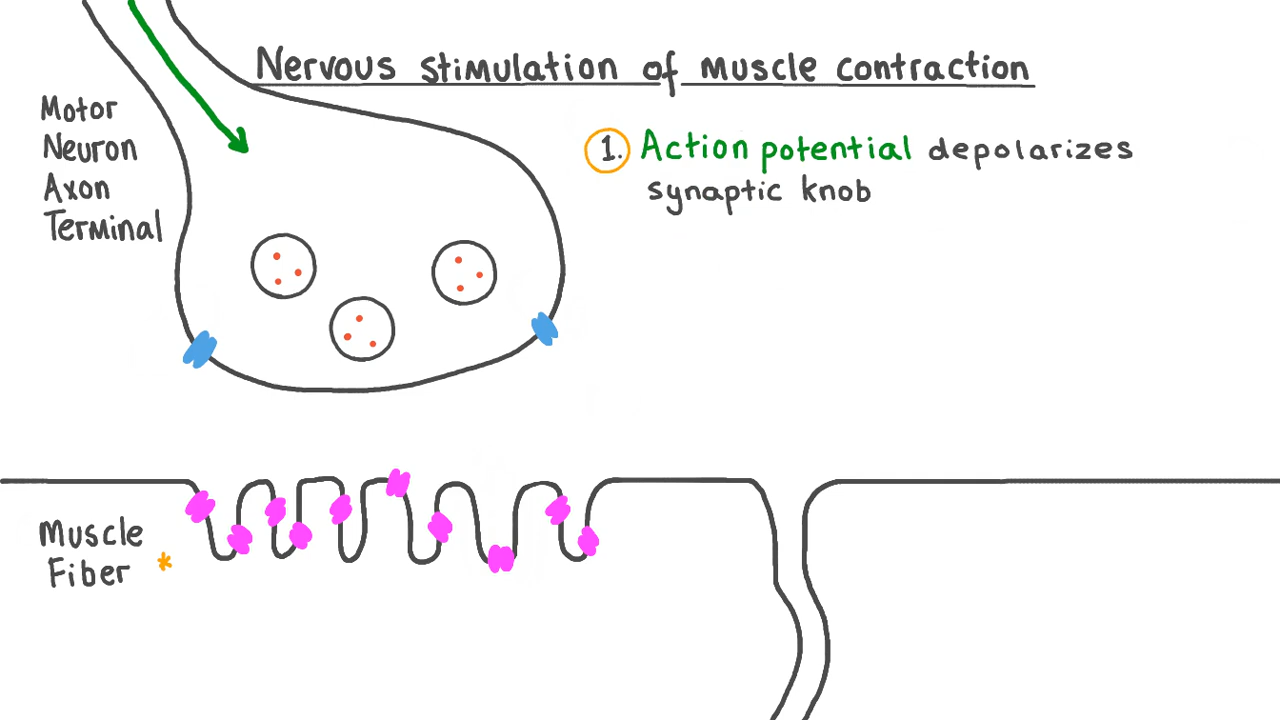 Nervous stimulation of muscle contraction
Motor
Neuron
Axon
Terminal
1. Action potential depolarizes
synaptic knob
Muscle
Fiber *